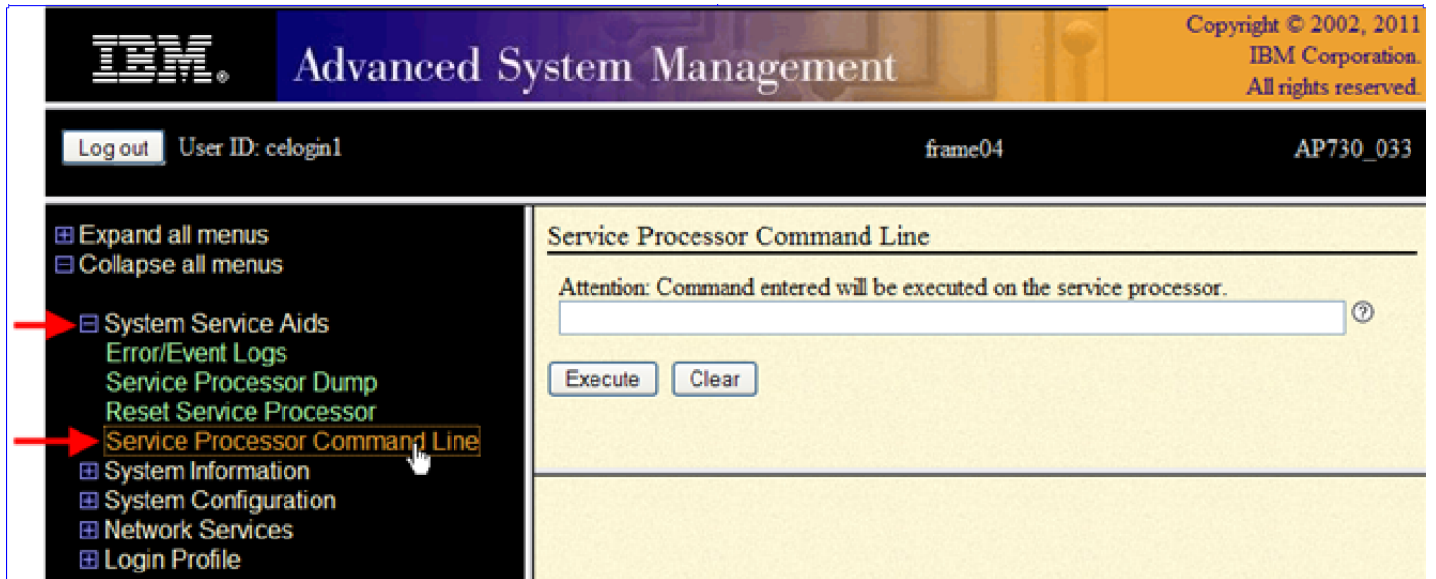 IBM®
Advanced System Management
Copyright © 2002, 2011
IBM Corporation.
All rights reserved.
Log out
User ID: celogin1
frame04
AP730_033
Expand all menus
Collapse all menus
System Service Aids
Error/Event Logs
Service Processor Dump
Reset Service Processor
Service Processor Command Line
System Information
System Configuration
Network Services
Login Profile
Service Processor Command Line
Attention: Command entered will be executed on the service processor.
?
Execute
Clear